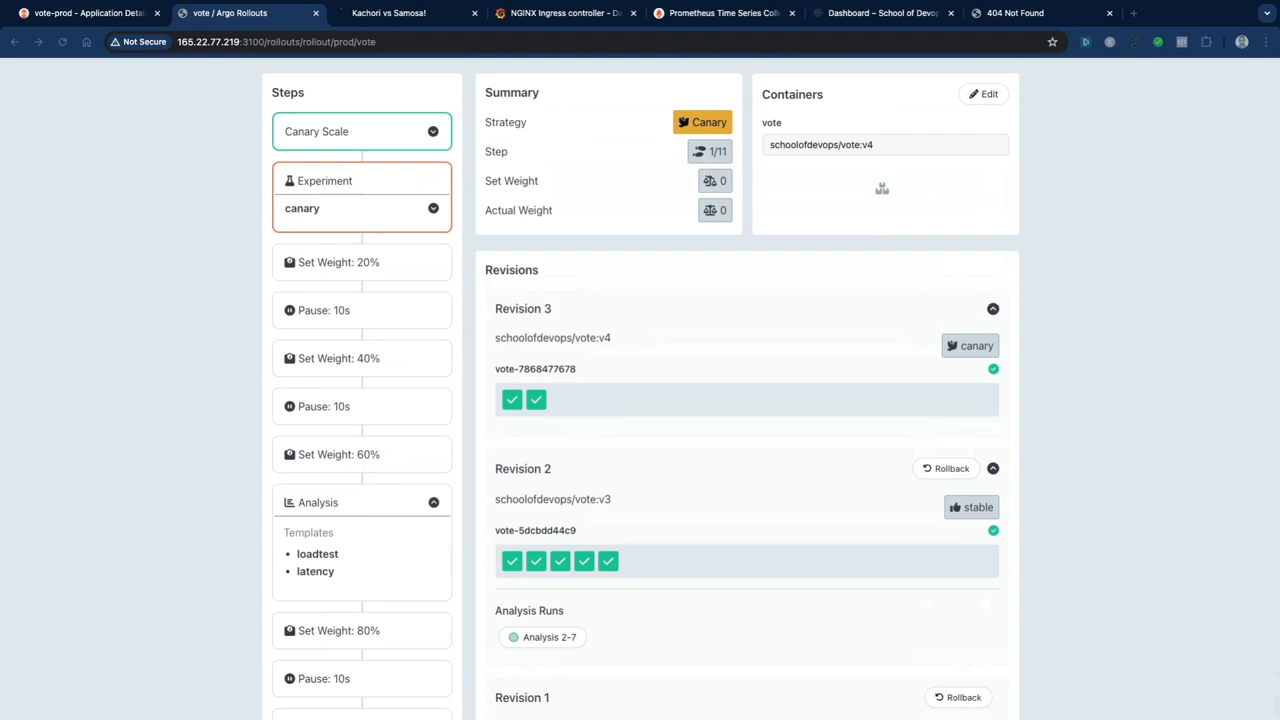 vote-prod - Application Detai
vote / Argo Rollouts
Kachori vs Samosa!
NGINX Ingress controller - Da
Prometheus Time Series Colle
Dashboard – School of Devop
404 Not Found
Not Secure
165.22.77.219:3100/rollouts/rollout/prod/vote
Steps
Canary Scale
Experiment
canary
Set Weight: 20%
Pause: 10s
Set Weight: 40%
Pause: 10s
Set Weight: 60%
Analysis
Templates
loadtest
latency
Set Weight: 80%
Pause: 10s
Summary
Strategy
Canary
Step
1/11
Set Weight
0
Actual Weight
0
Containers
Edit
vote
schoolofdevops/vote:v4
Revisions
Revision 3
schoolofdevops/vote:v4
canary
vote-7868477678
Revision 2
Rollback
schoolofdevops/vote:v3
stable
vote-5dcbdd44c9
Analysis Runs
Analysis 2-7
Revision 1
Rollback